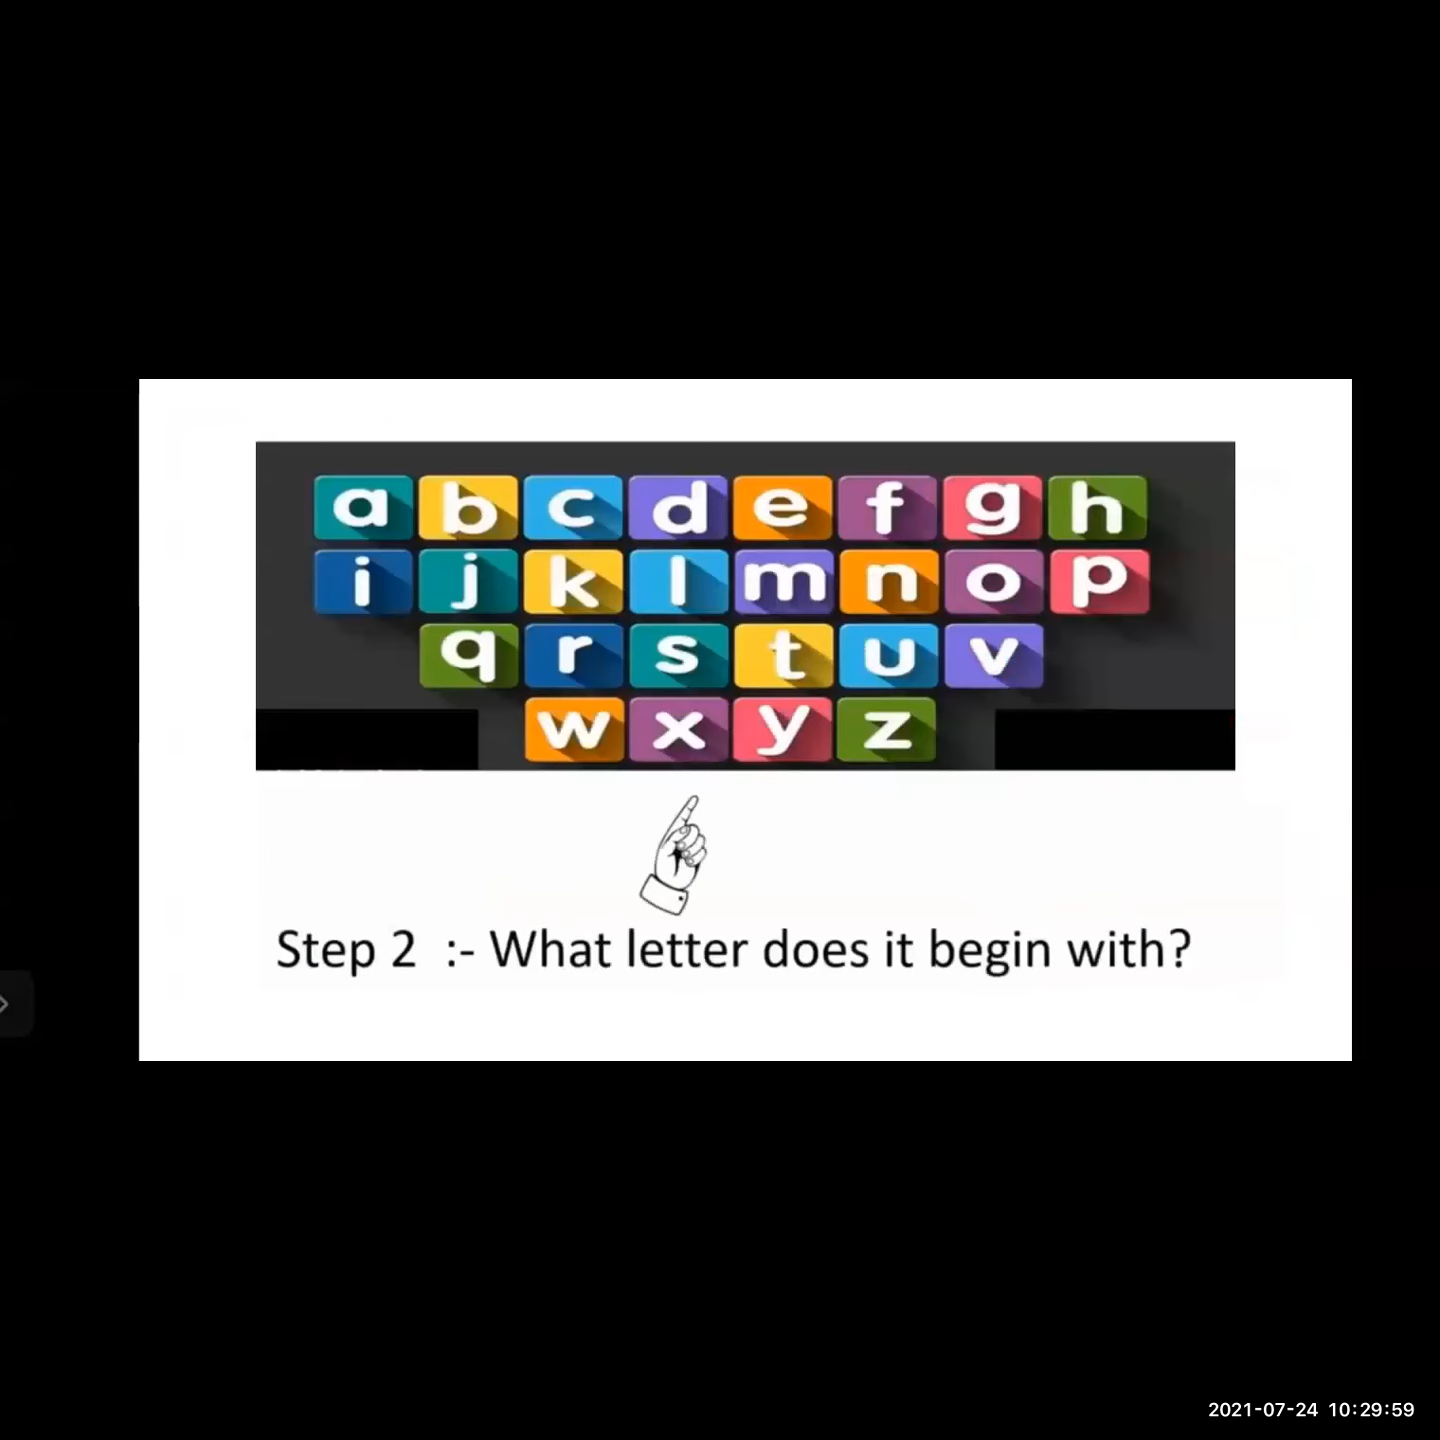 a b c d e f g h
i j k l m n o p
q r s t u v
w x y z
Step 2 :- What letter does it begin with?
2021-07-24 10:29:59